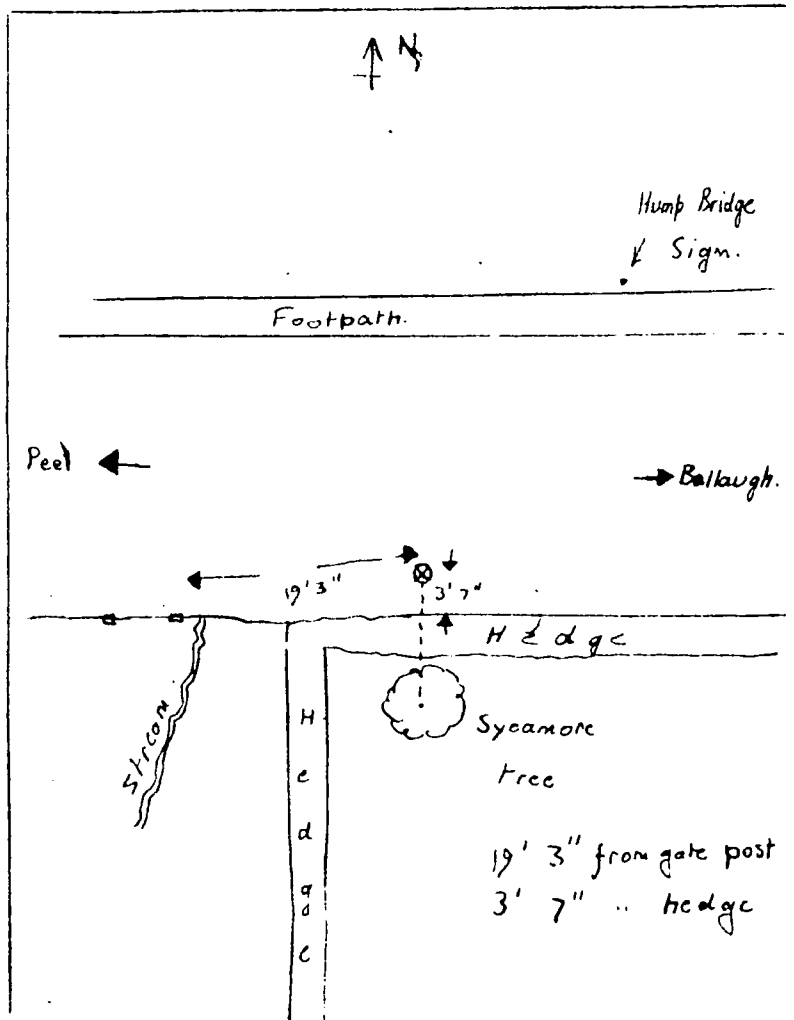 N
Hump Bridge
Sign.
Footpath.
Peel
Ballaugh.
19' 3"
3' 7"
Hedge
Stream
Hedge
Sycamore
tree
19' 3" from gate post
3' 7" " hedge